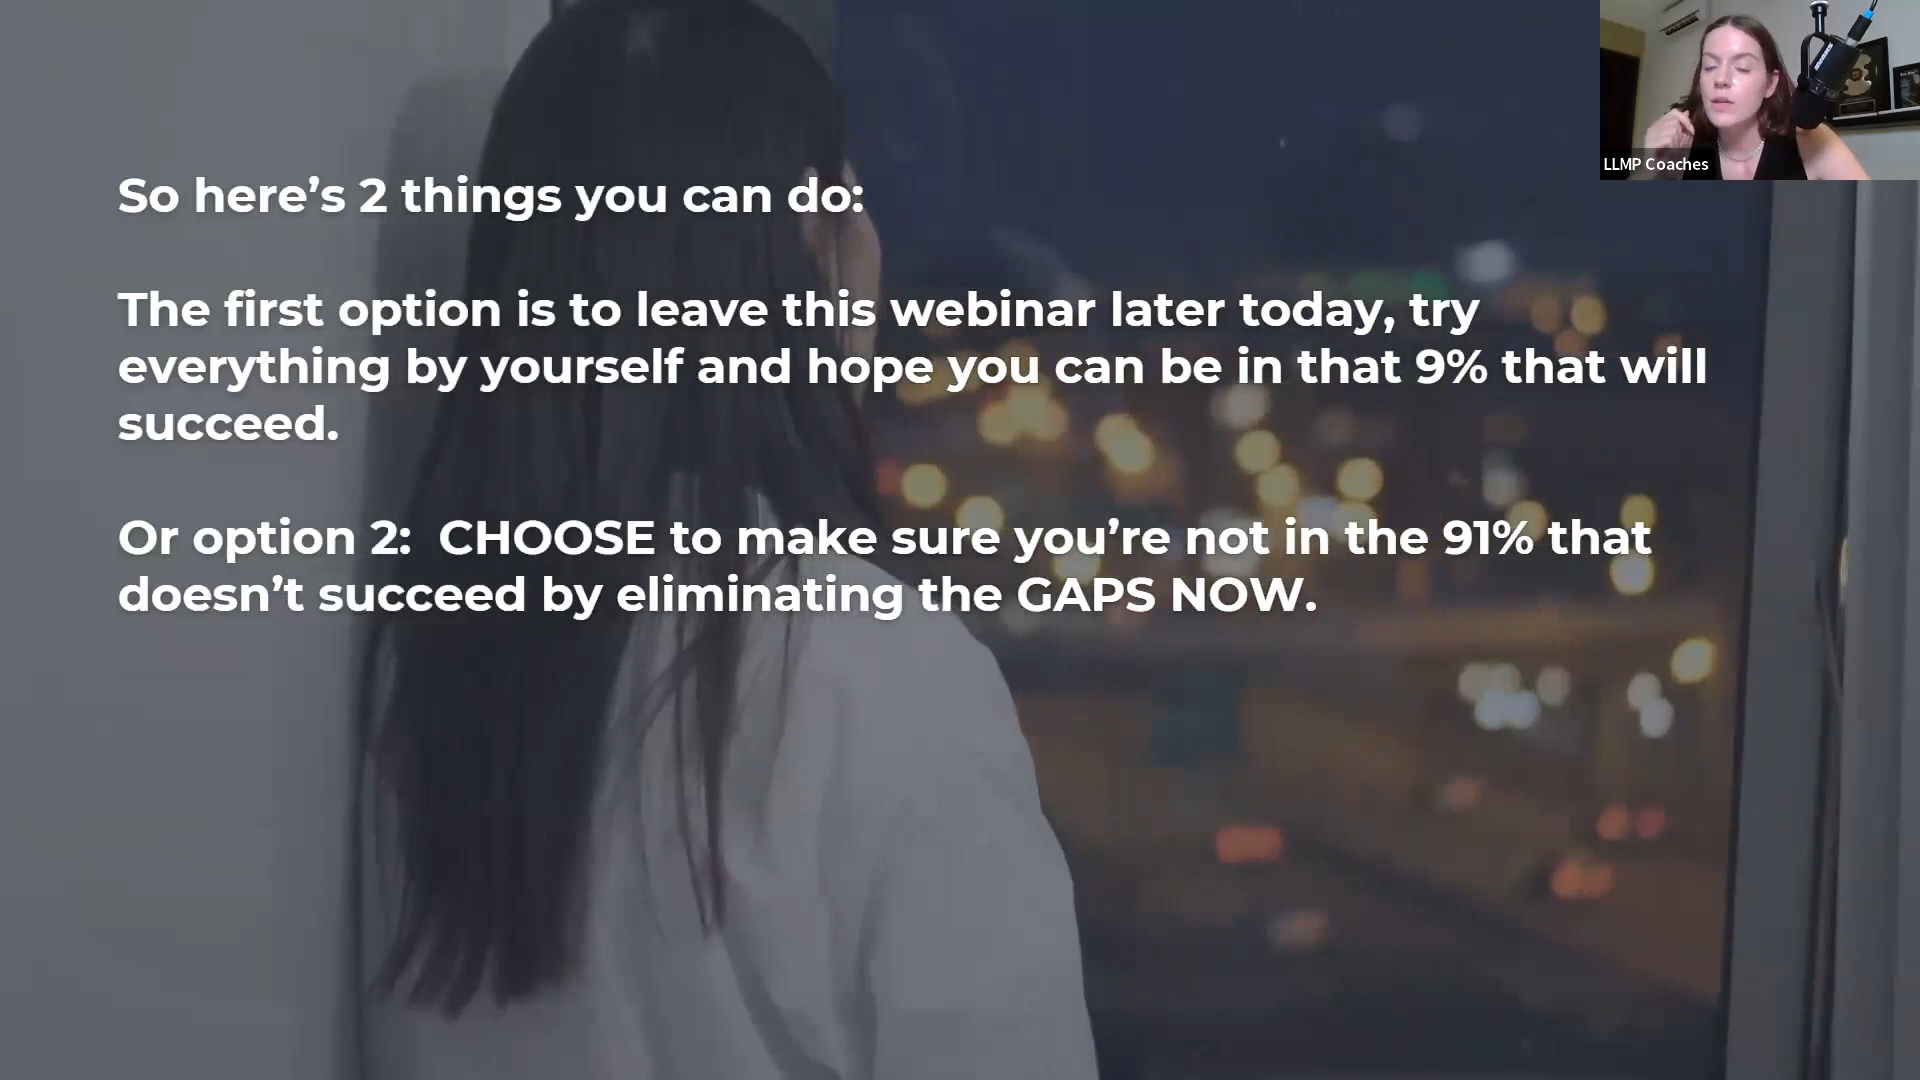 So here’s 2 things you can do:
The first option is to leave this webinar later today, try
everything by yourself and hope you can be in that 9% that will
succeed.
Or option 2:  CHOOSE to make sure you’re not in the 91% that
doesn’t succeed by eliminating the GAPS NOW.
LLMP Coaches